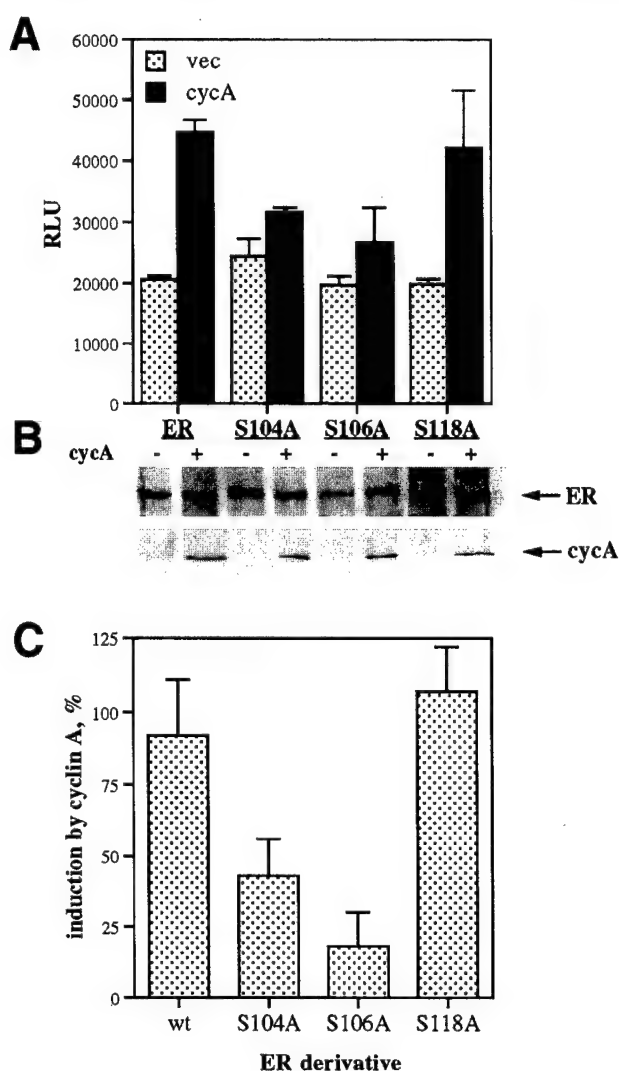 A
60000
50000
40000
30000
20000
10000
0
RLU
vec
cycA
B
ER S104A S106A S118A
cycA - + - + - + - +
ER
cycA
C
125
100
75
50
25
0
induction by cyclin A, %
wt S104A S106A S118A
ER derivative